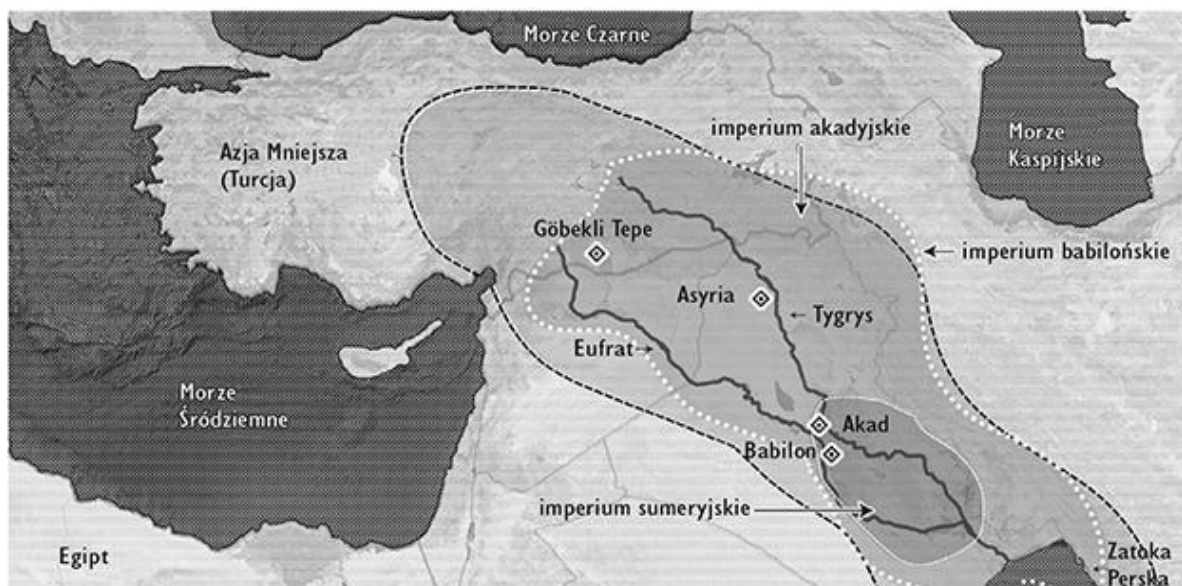 Morze Czarne
imperium akadyjskie
Morze
Kaspijskie
Azja Mniejsza
(Turcja)
Göbekli Tepe
imperium babilońskie
Asyria
Tygrys
Eufrat
Morze
Śródziemne
Akad
Babilon
imperium sumeryjskie
Egipt
Zatoka
Perska